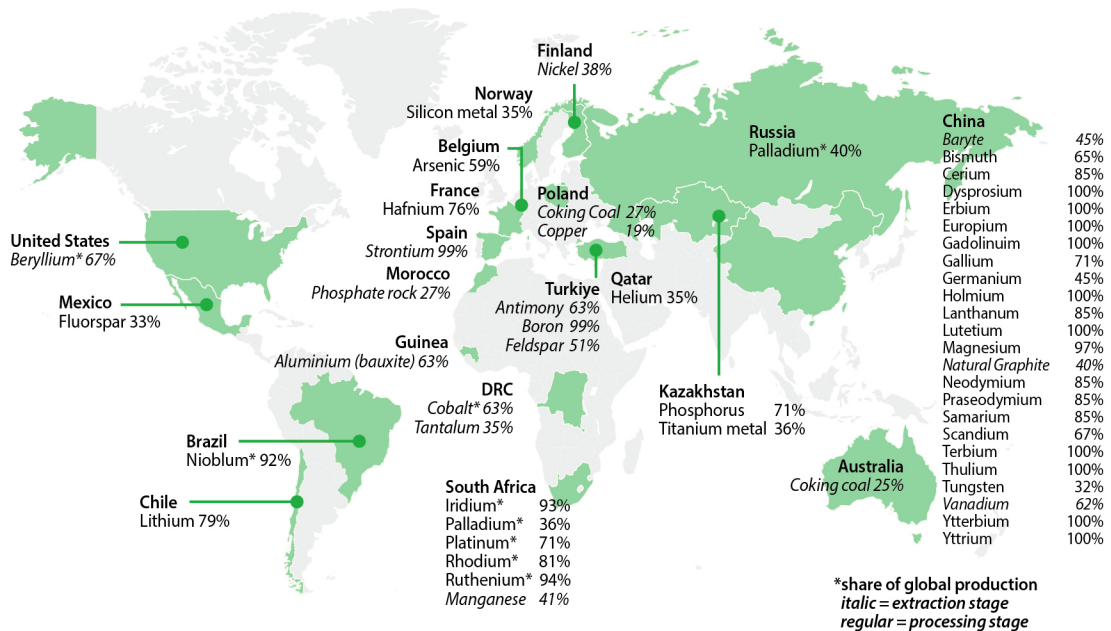 Finland
Nickel 38%
Norway
Silicon metal 35%
Belgium
Arsenic 59%
France
Hafnium 76%
Spain
Strontium 99%
Morocco
Phosphate rock 27%
Poland
Coking Coal 27%
Copper 19%
Russia
Palladium* 40%
United States
Beryllium* 67%
Mexico
Fluorspar 33%
Turkiye
Antimony 63%
Boron 99%
Feldspar 51%
Qatar
Helium 35%
Guinea
Aluminium (bauxite) 63%
DRC
Cobalt* 63%
Tantalum 35%
Kazakhstan
Phosphorus 71%
Titanium metal 36%
Brazil
Nioblum* 92%
Chile
Lithium 79%
South Africa
Iridium* 93%
Palladium* 36%
Platinum* 71%
Rhodium* 81%
Ruthenium* 94%
Manganese 41%
Australia
Coking coal 25%
China
Baryte 45%
Bismuth 65%
Cerium 85%
Dysprosium 100%
Erbium 100%
Europium 100%
Gadolinuim 100%
Gallium 71%
Germanium 45%
Holmium 100%
Lanthanum 85%
Lutetium 100%
Magnesium 97%
Natural Graphite 40%
Neodymium 85%
Praseodymium 85%
Samarium 85%
Scandium 67%
Terbium 100%
Thulium 100%
Tungsten 32%
Vanadium 62%
Ytterbium 100%
Yttrium 100%
*share of global production
italic = extraction stage
regular = processing stage